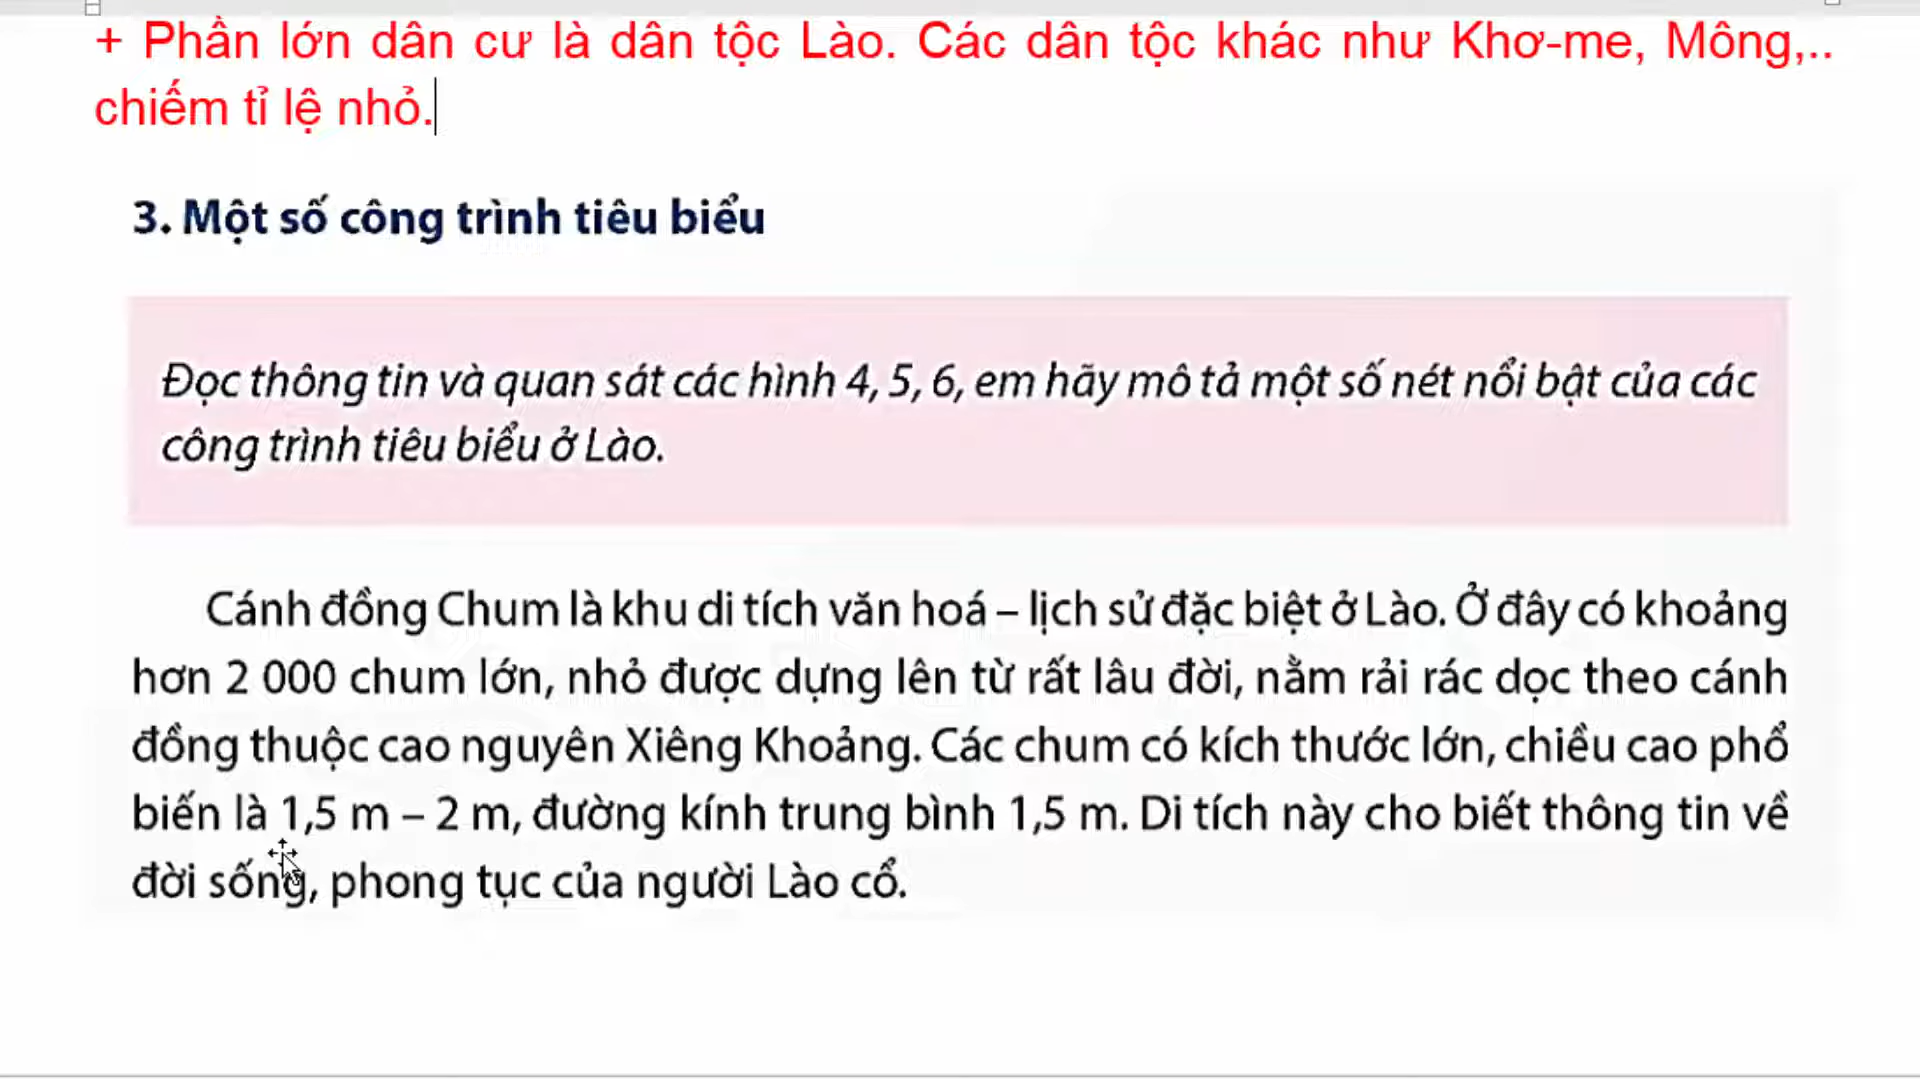 + Phần lớn dân cư là dân tộc Lào. Các dân tộc khác như Khơ-me, Mông,..
chiếm tỉ lệ nhỏ.
3. Một số công trình tiêu biểu
Đọc thông tin và quan sát các hình 4, 5, 6, em hãy mô tả một số nét nổi bật của các
công trình tiêu biểu ở Lào.
Cánh đồng Chum là khu di tích văn hoá – lịch sử đặc biệt ở Lào. Ở đây có khoảng
hơn 2 000 chum lớn, nhỏ được dựng lên từ rất lâu đời, nằm rải rác dọc theo cánh
đồng thuộc cao nguyên Xiêng Khoảng. Các chum có kích thước lớn, chiều cao phổ
biến là 1,5 m – 2 m, đường kính trung bình 1,5 m. Di tích này cho biết thông tin về
đời sống, phong tục của người Lào cổ.